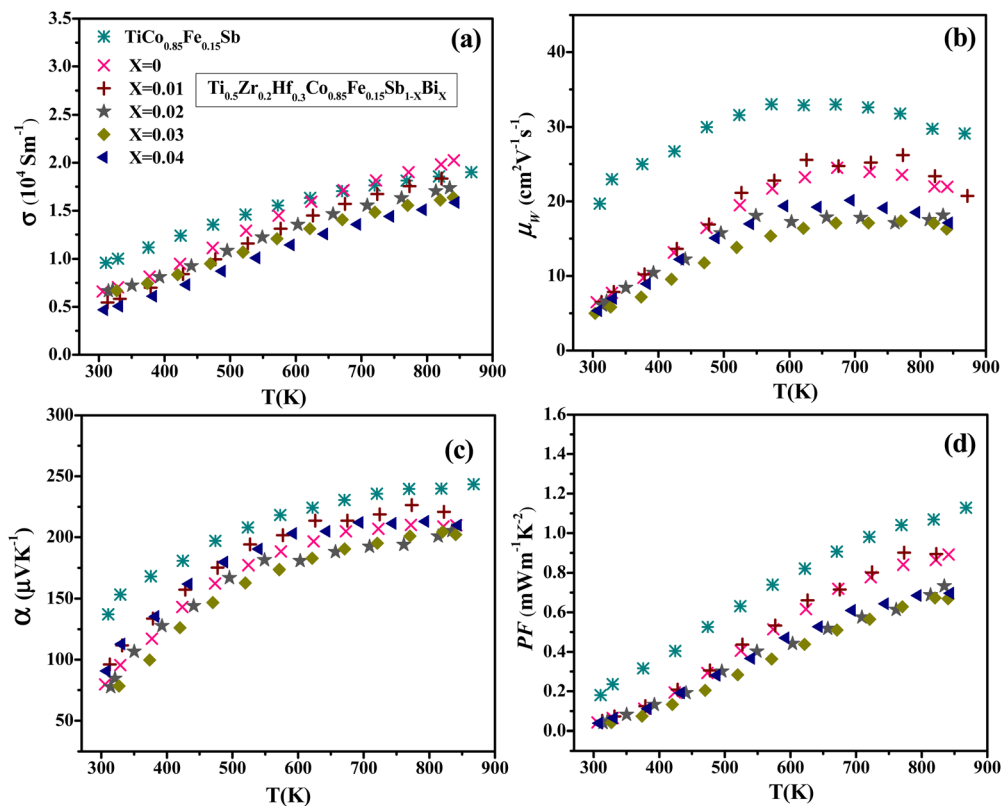 (a)
3.5
3.0
2.5
2.0
1.5
1.0
0.5
0.0
σ (10⁴ Sm⁻¹)
TiCo₀.₈₅Fe₀.₁₅Sb
X=0
X=0.01
X=0.02
X=0.03
X=0.04
Ti₀.₅Zr₀.₂Hf₀.₃Co₀.₈₅Fe₀.₁₅Sb₁₋XBiX
300 400 500 600 700 800 900
T(K)
(b)
40
30
20
10
0
μW (cm²V⁻¹s⁻¹)
300 400 500 600 700 800 900
T(K)
(c)
300
250
200
150
100
50
α (μVK⁻¹)
300 400 500 600 700 800 900
T(K)
(d)
1.6
1.4
1.2
1.0
0.8
0.6
0.4
0.2
0.0
PF (mWm⁻¹K⁻²)
300 400 500 600 700 800 900
T(K)